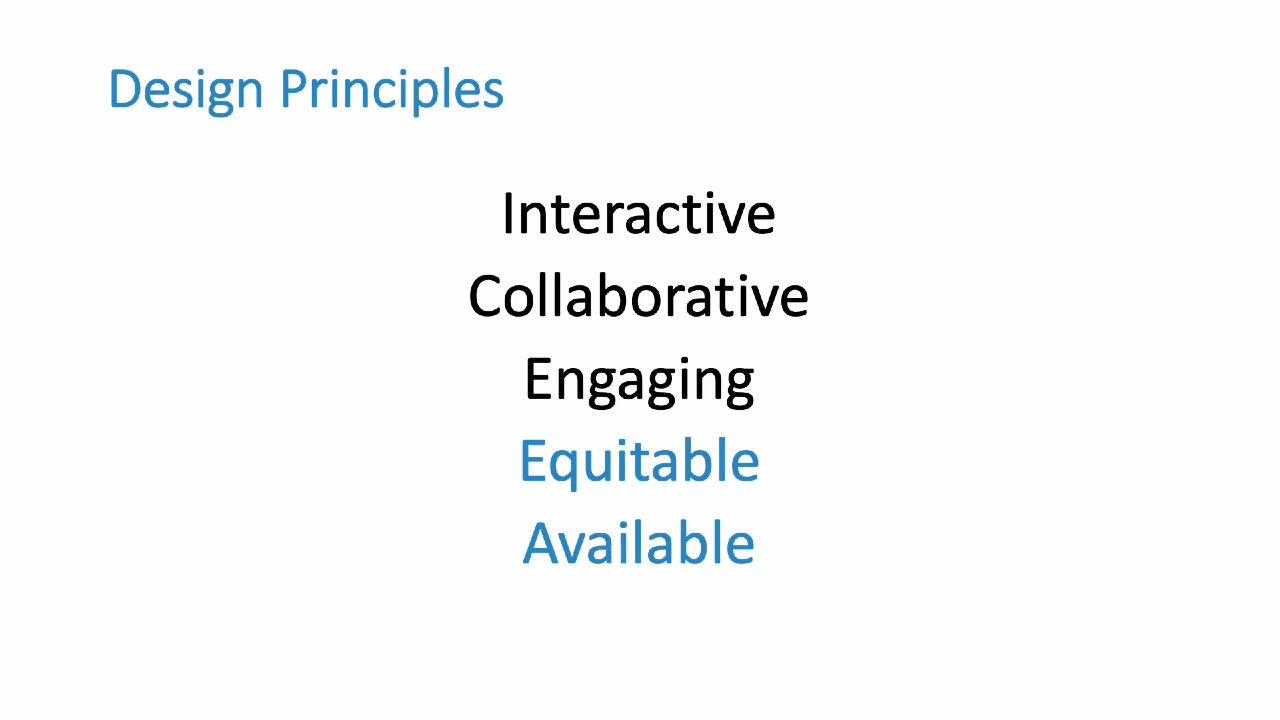 Design Principles
Interactive
Collaborative
Engaging
Equitable
Available